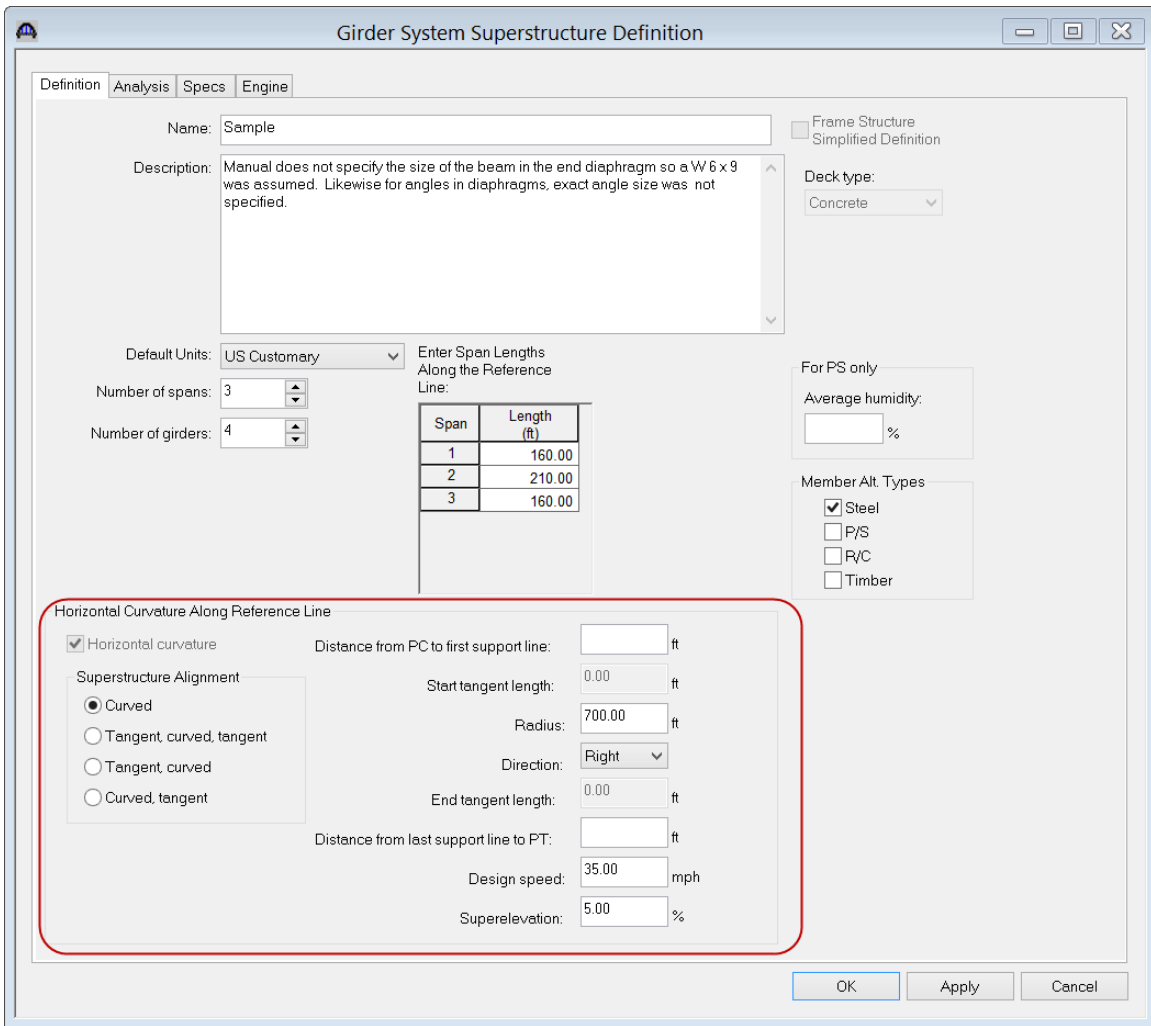 Girder System Superstructure Definition
Definition Analysis Specs Engine
Name: Sample
Frame Structure
Simplified Definition
Description: Manual does not specify the size of the beam in the end diaphragm so a W 6 x 9
was assumed. Likewise for angles in diaphragms, exact angle size was not
specified.
Deck type:
Concrete
Default Units: US Customary
Number of spans: 3
Number of girders: 4
Enter Span Lengths
Along the Reference
Line:
Span Length
(ft)
1 160.00
2 210.00
3 160.00
For PS only
Average humidity:
%
Member Alt. Types
Steel
P/S
R/C
Timber
Horizontal Curvature Along Reference Line
Horizontal curvature
Superstructure Alignment
Curved
Tangent, curved, tangent
Tangent, curved
Curved, tangent
Distance from PC to first support line: ft
Start tangent length: 0.00 ft
Radius: 700.00 ft
Direction: Right
End tangent length: 0.00 ft
Distance from last support line to PT: ft
Design speed: 35.00 mph
Superelevation: 5.00 %
OK Apply Cancel